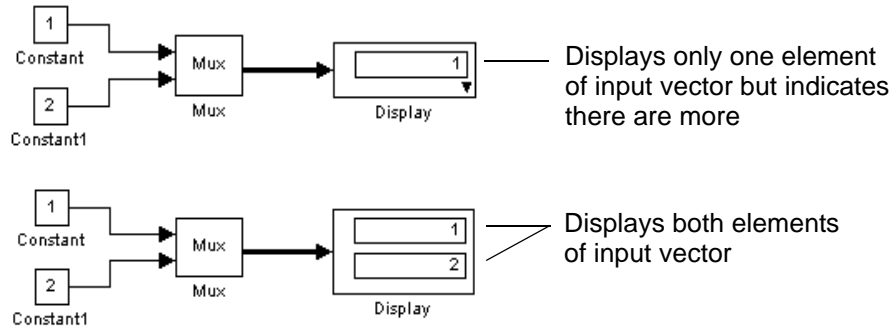 1
Constant
2
Constant1
Mux
Mux
1
Display
Displays only one element
of input vector but indicates
there are more
1
Constant
2
Constant1
Mux
Mux
1
2
Display
Displays both elements
of input vector